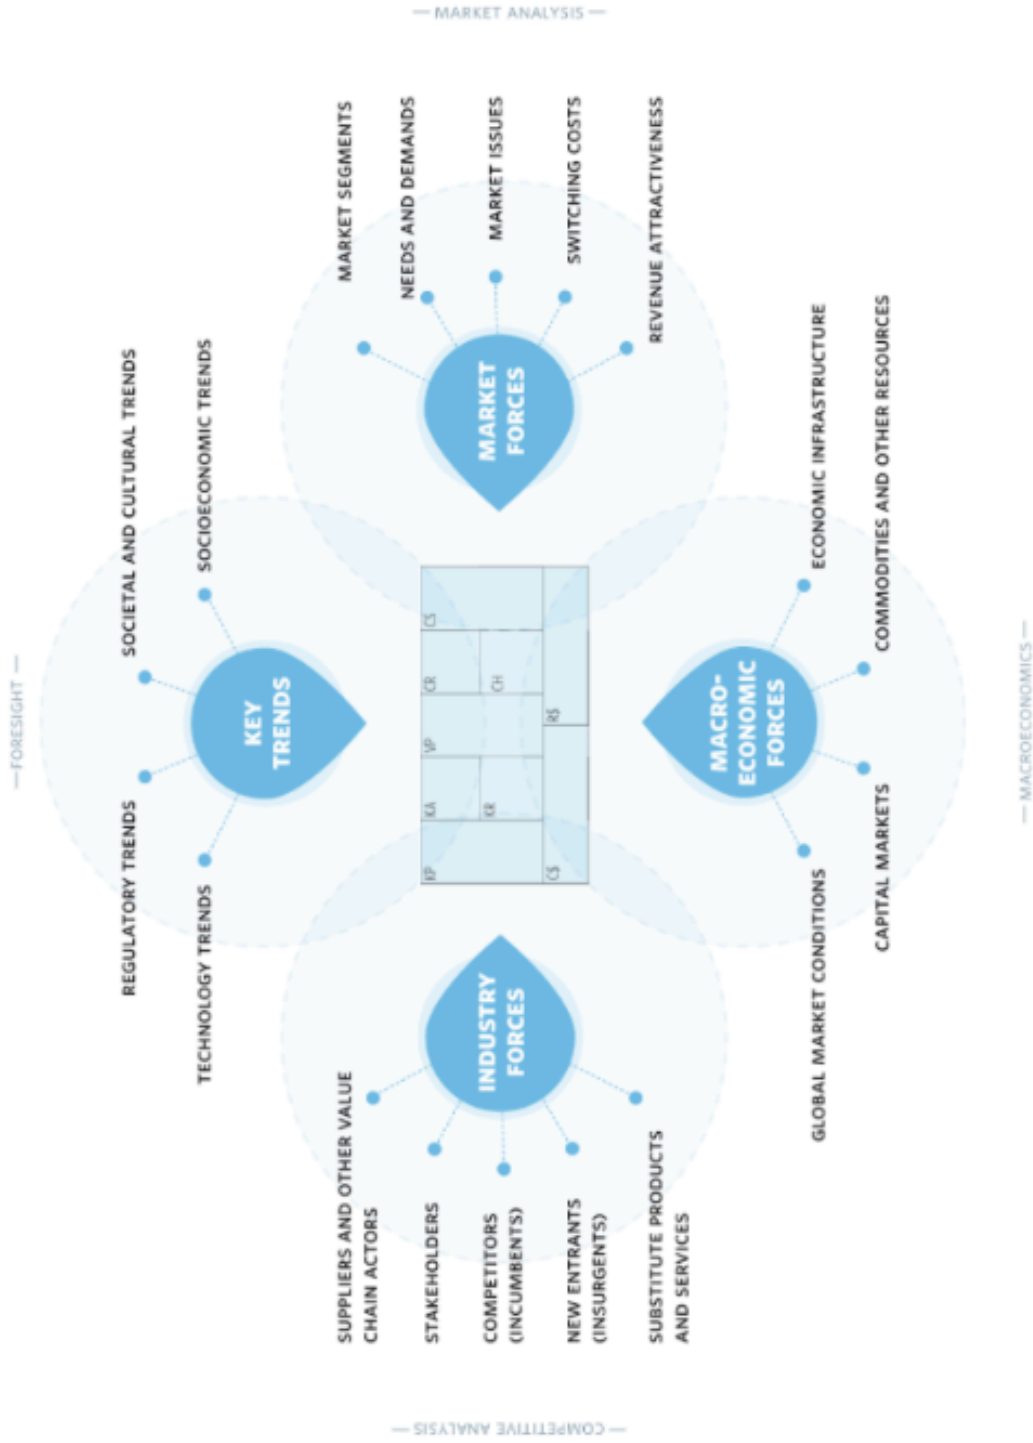 — FORESIGHT —
REGULATORY TRENDS
SOCIETAL AND CULTURAL TRENDS
TECHNOLOGY TRENDS
SOCIOECONOMIC TRENDS
KEY
TRENDS
— COMPETITIVE ANALYSIS —
SUPPLIERS AND OTHER VALUE
CHAIN ACTORS
STAKEHOLDERS
COMPETITORS
(INCUMBENTS)
NEW ENTRANTS
(INSURGENTS)
SUBSTITUTE PRODUCTS
AND SERVICES
INDUSTRY
FORCES
KP
KA
VP
CR
CS
KR
CH
C$
R$
MARKET
FORCES
MARKET SEGMENTS
NEEDS AND DEMANDS
MARKET ISSUES
SWITCHING COSTS
REVENUE ATTRACTIVENESS
— MARKET ANALYSIS —
MACRO-
ECONOMIC
FORCES
GLOBAL MARKET CONDITIONS
ECONOMIC INFRASTRUCTURE
CAPITAL MARKETS
COMMODITIES AND OTHER RESOURCES
— MACROECONOMICS —